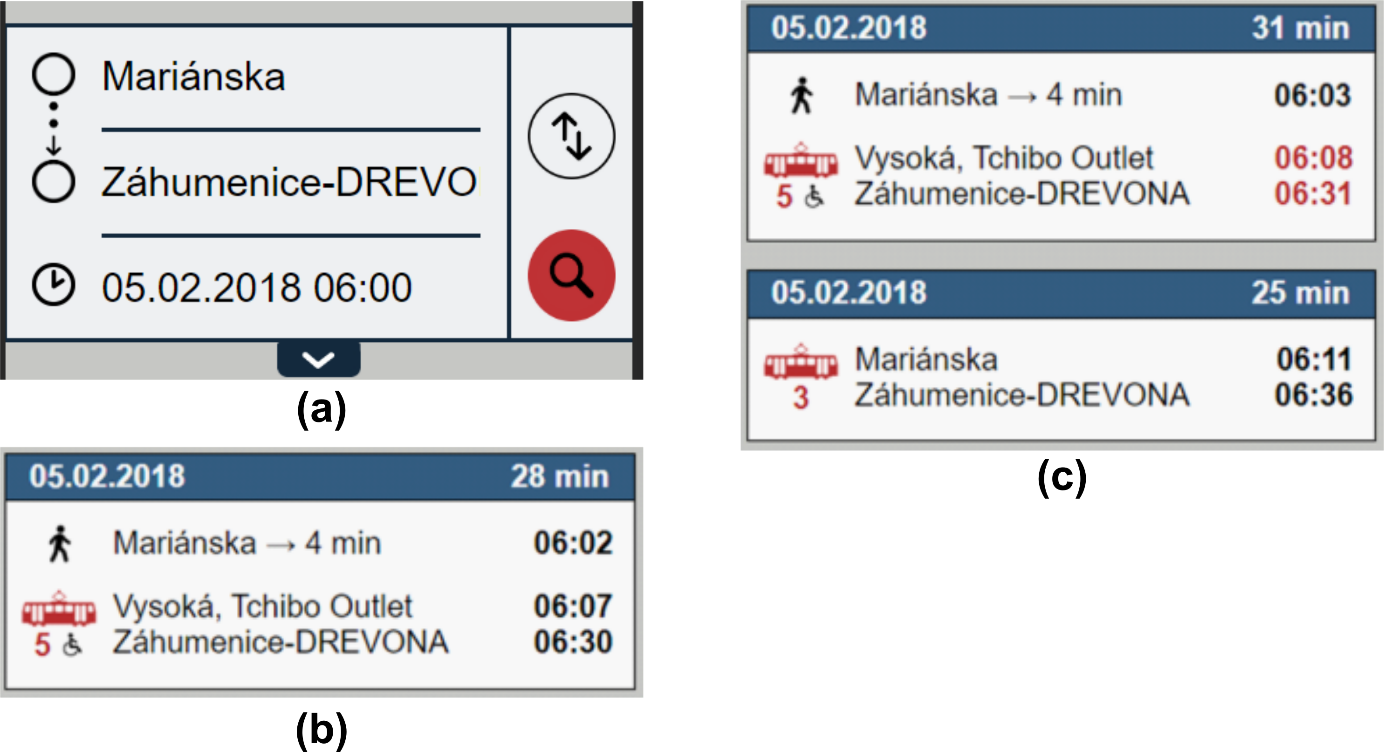 Mariánska
Záhumenice-DREVO
05.02.2018 06:00
(a)
05.02.2018 28 min
Mariánska → 4 min 06:02
Vysoká, Tchibo Outlet 06:07
5 Záhumenice-DREVONA 06:30
(b)
05.02.2018 31 min
Mariánska → 4 min 06:03
Vysoká, Tchibo Outlet 06:08
5 Záhumenice-DREVONA 06:31
05.02.2018 25 min
Mariánska 06:11
3 Záhumenice-DREVONA 06:36
(c)